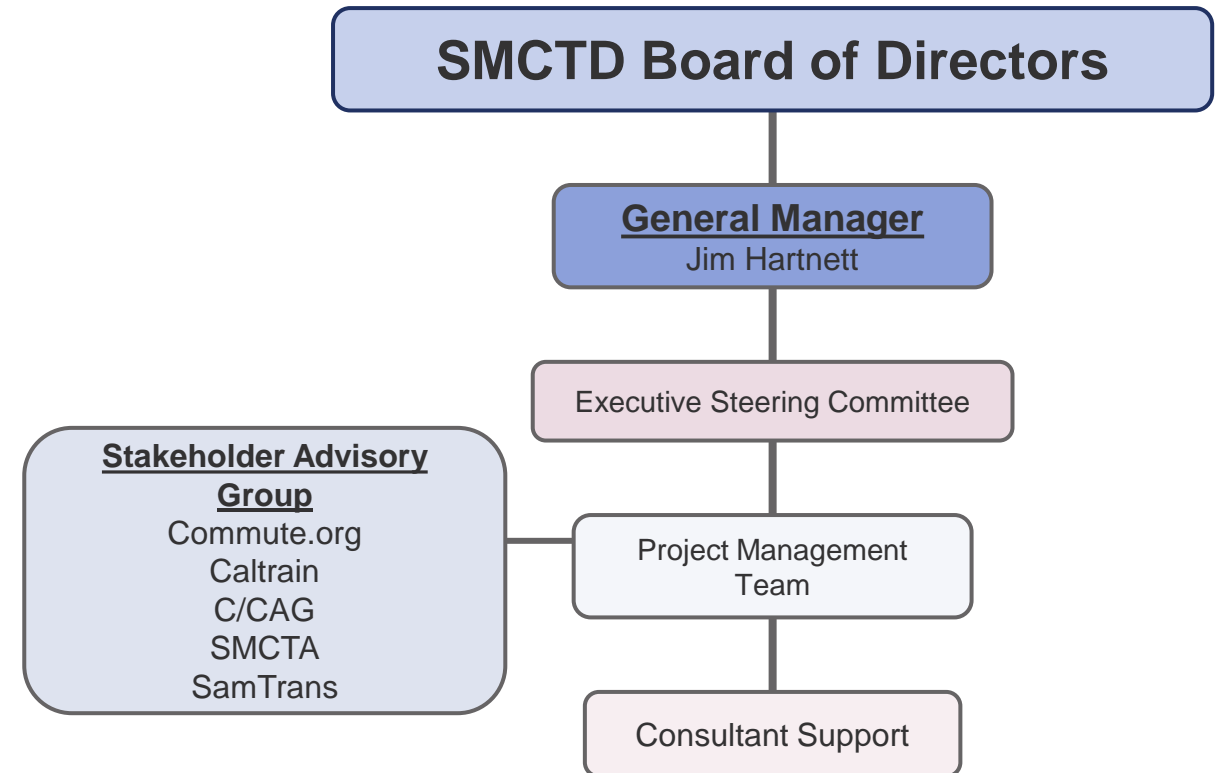 SMCTD Board of Directors
General Manager
Jim Hartnett
Executive Steering Committee
Stakeholder Advisory
Group
Commute.org
Caltrain
C/CAG
SMCTA
SamTrans
Project Management
Team
Consultant Support